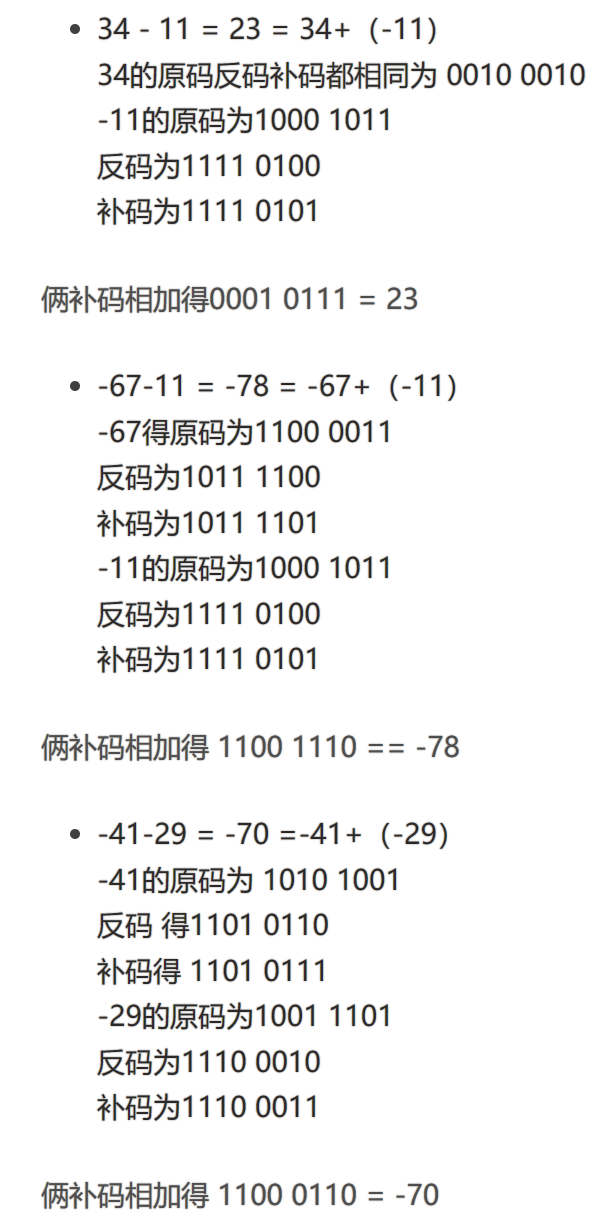 • 34 - 11 = 23 = 34+（-11）
34的原码反码补码都相同为 0010 0010
-11的原码为1000 1011
反码为1111 0100
补码为1111 0101
俩补码相加得0001 0111 = 23
• -67-11 = -78 = -67+（-11）
-67得原码为1100 0011
反码为1011 1100
补码为1011 1101
-11的原码为1000 1011
反码为1111 0100
补码为1111 0101
俩补码相加得 1100 1110 == -78
• -41-29 = -70 =-41+（-29）
-41的原码为 1010 1001
反码 得1101 0110
补码得 1101 0111
-29的原码为1001 1101
反码为1110 0010
补码为1110 0011
俩补码相加得 1100 0110 = -70